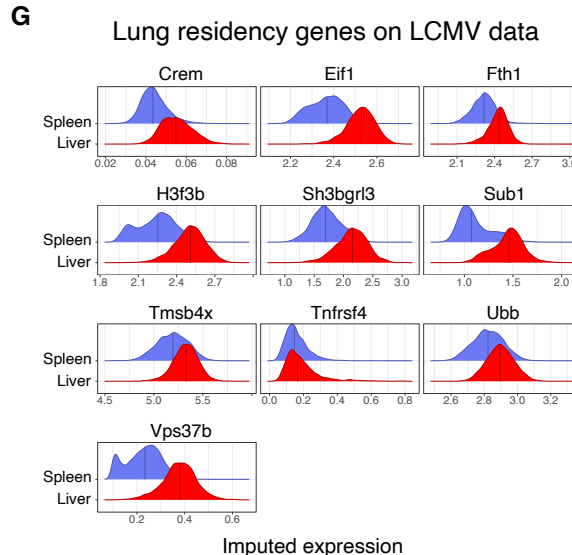 G
Lung residency genes on LCMV data
Crem Eif1 Fth1
Spleen
Liver
0.02 0.04 0.06 0.08 2.2 2.4 2.6 2.1 2.4 2.7 3.0
H3f3b Sh3bgrl3 Sub1
Spleen
Liver
1.8 2.1 2.4 2.7 1.0 1.5 2.0 2.5 3.0 1.0 1.5 2.0
Tmsb4x Tnfrsf4 Ubb
Spleen
Liver
4.5 5.0 5.5 0.0 0.2 0.4 0.6 0.8 2.6 2.8 3.0 3.2
Vps37b
Spleen
Liver
0.2 0.4 0.6
Imputed expression